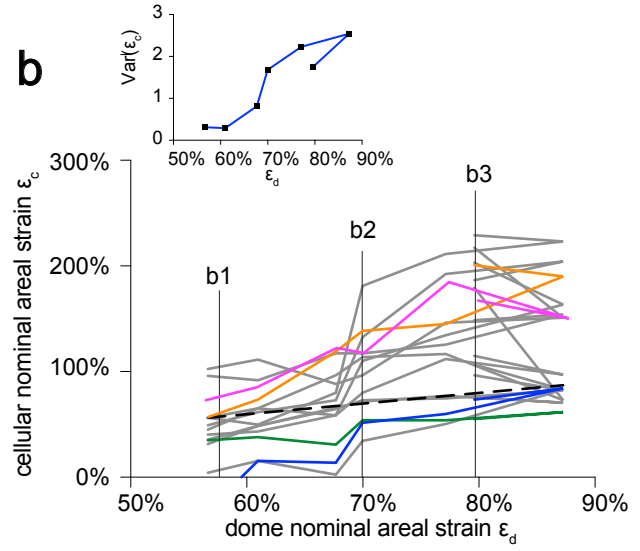 b
Var(ε_c)
3
2
1
0
50% 60% 70% 80% 90%
ε_d
cellular nominal areal strain ε_c
300%
200%
100%
0%
b1
b2
b3
50% 60% 70% 80% 90%
dome nominal areal strain ε_d